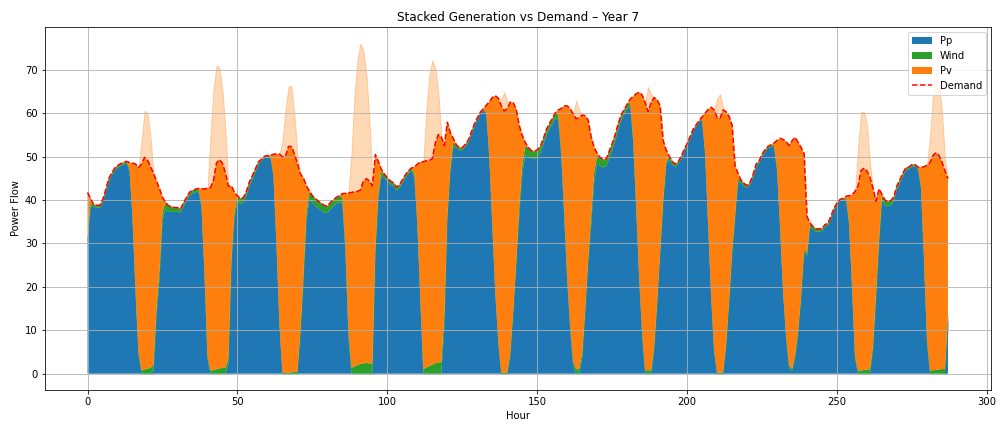 Stacked Generation vs Demand – Year 7
Power Flow
70
60
50
40
30
20
10
0
0
50
100
150
200
250
300
Hour
Pp
Wind
Pv
Demand